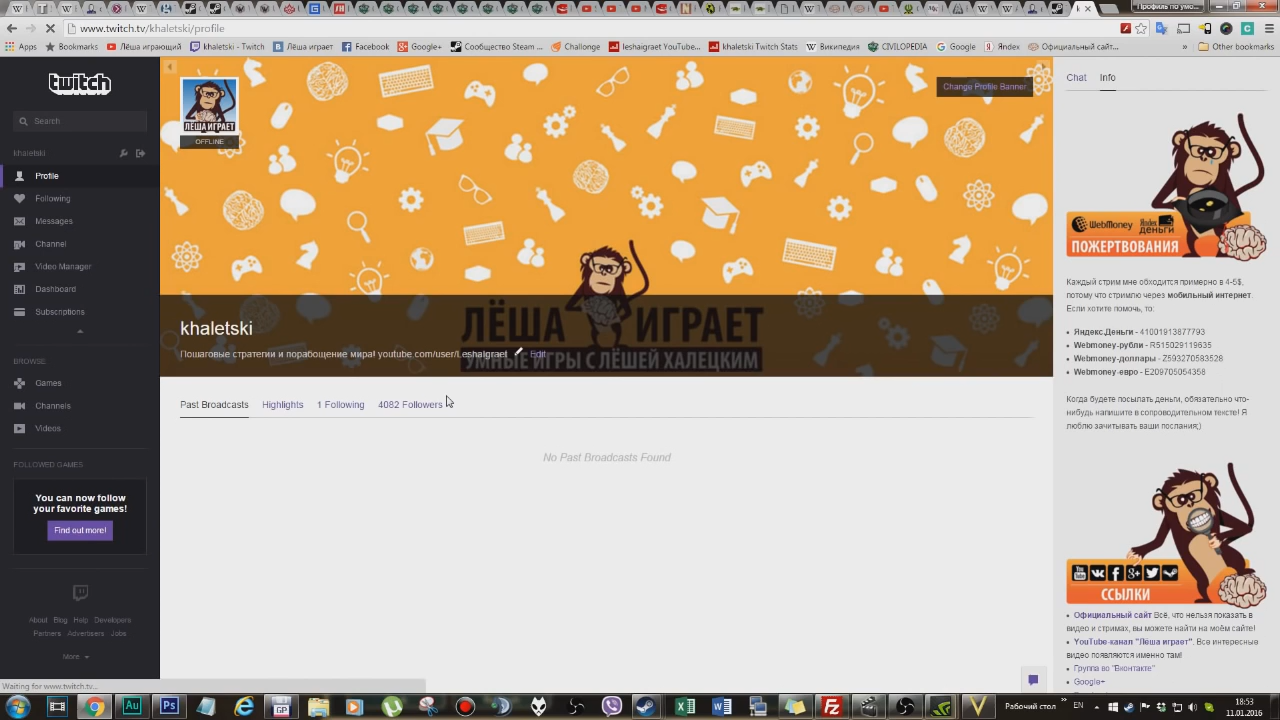 Профиль по умо...
www.twitch.tv/khaletski/profile
Apps Bookmarks Лёша играющий khaletski - Twitch Лёша играет Facebook Google+ Сообщество Steam ... Challonge leshaigraet YouTube... khaletski Twitch Stats Википедия CIVILOPEDIA Google Яndex Официальный сайт... » Other bookmarks
twitch
Search
khaletski
Profile
Following
Messages
Channel
Video Manager
Dashboard
Subscriptions
BROWSE
Games
Channels
Videos
FOLLOWED GAMES
You can now follow
your favorite games!
Find out more!
About Blog Help Developers
Partners Advertisers Jobs
More
Waiting for www.twitch.tv...
ЛЁША ИГРАЕТ
OFFLINE
Change Profile Banner
ЛЁША ИГРАЕТ
УМНЫЕ ИГРЫ С ЛЁШЕЙ ХАЛЕЦКИМ
khaletski
Пошаговые стратегии и порабощение мира! youtube.com/user/LeshaIgraet Edit
Past Broadcasts Highlights 1 Following 4082 Followers
No Past Broadcasts Found
Chat Info
WebMoney Яндекс деньги
ПОЖЕРТВОВАНИЯ
Каждый стрим мне обходится примерно в 4-5$,
потому что стримлю через мобильный интернет.
Если хотите помочь, то:
• Яндекс.Деньги - 41001913877793
• Webmoney-рубли - R515029119635
• Webmoney-доллары - Z593270583528
• Webmoney-евро - E209705054358
Когда будете посылать деньги, обязательно что-
нибудь напишите в сопроводительном тексте! Я
люблю зачитывать ваши послания;)
ССЫЛКИ
• Официальный сайт Всё, что нельзя показать в
видео и стримах, вы можете найти на моём сайте!
• YouTube-канал "Лёша играет". Все интересные
видео появляются именно там!
• Группа во "Вконтакте"
• Google+
Рабочий стол » EN 18:53
11.01.2016